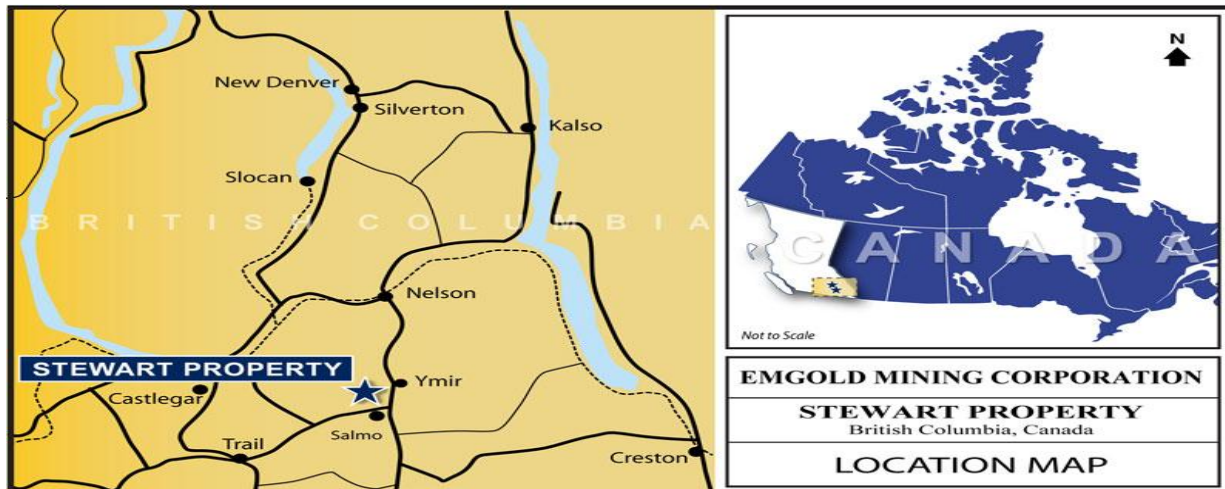 New Denver
Silverton
Kalso
Slocan
BRITISH COLUMBIA
Nelson
STEWART PROPERTY
Ymir
Castlegar
Salmo
Trail
Creston
N
CANADA
Not to Scale
EMGOLD MINING CORPORATION
STEWART PROPERTY
British Columbia, Canada
LOCATION MAP